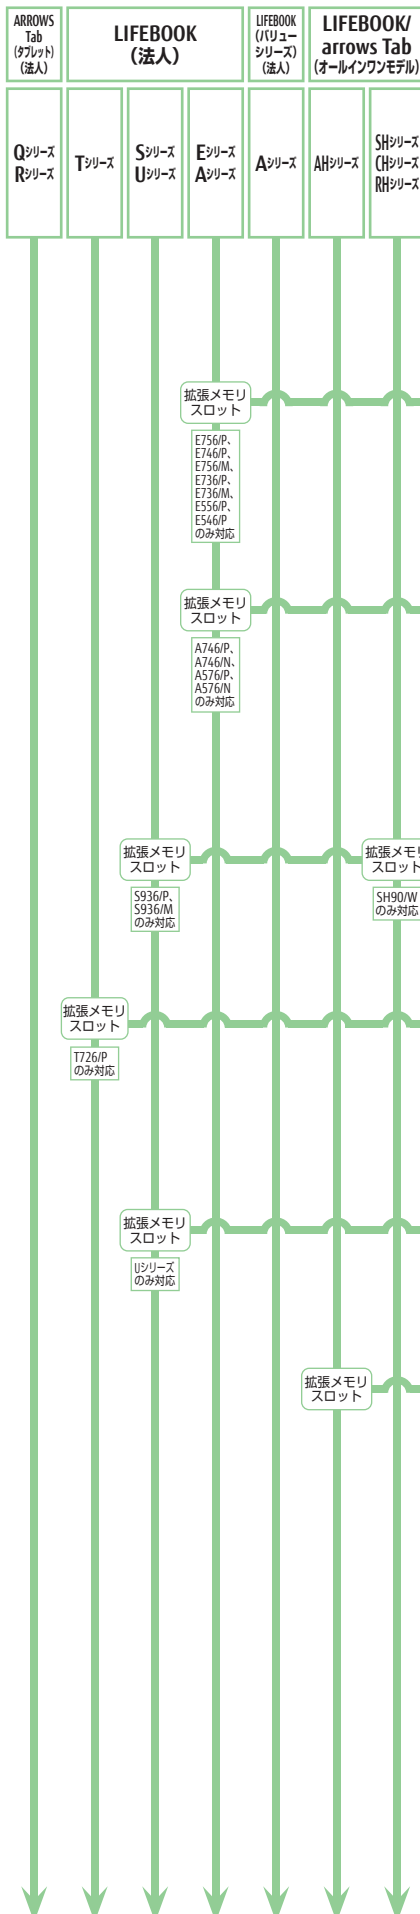 ARROWS
Tab
(タブレット)
(法人)
LIFEBOOK
(法人)
LIFEBOOK
(バリュー
シリーズ)
(法人)
LIFEBOOK/
arrows Tab
(オールインワンモデル)
Qシリーズ
Rシリーズ
Tシリーズ
Sシリーズ
Uシリーズ
Eシリーズ
Aシリーズ
Aシリーズ
AHシリーズ
SHシリーズ
CHシリーズ
RHシリーズ
拡張メモリ
スロット
E756/P、
E746/P、
E756/M、
E736/P、
E736/M、
E556/P、
E546/P
のみ対応
拡張メモリ
スロット
A746/P、
A746/N、
A576/P、
A576/N
のみ対応
拡張メモリ
スロット
S936/P、
S936/M
のみ対応
拡張メモリ
スロット
SH90/W
のみ対応
拡張メモリ
スロット
T726/P
のみ対応
拡張メモリ
スロット
Uシリーズ
のみ対応
拡張メモリ
スロット